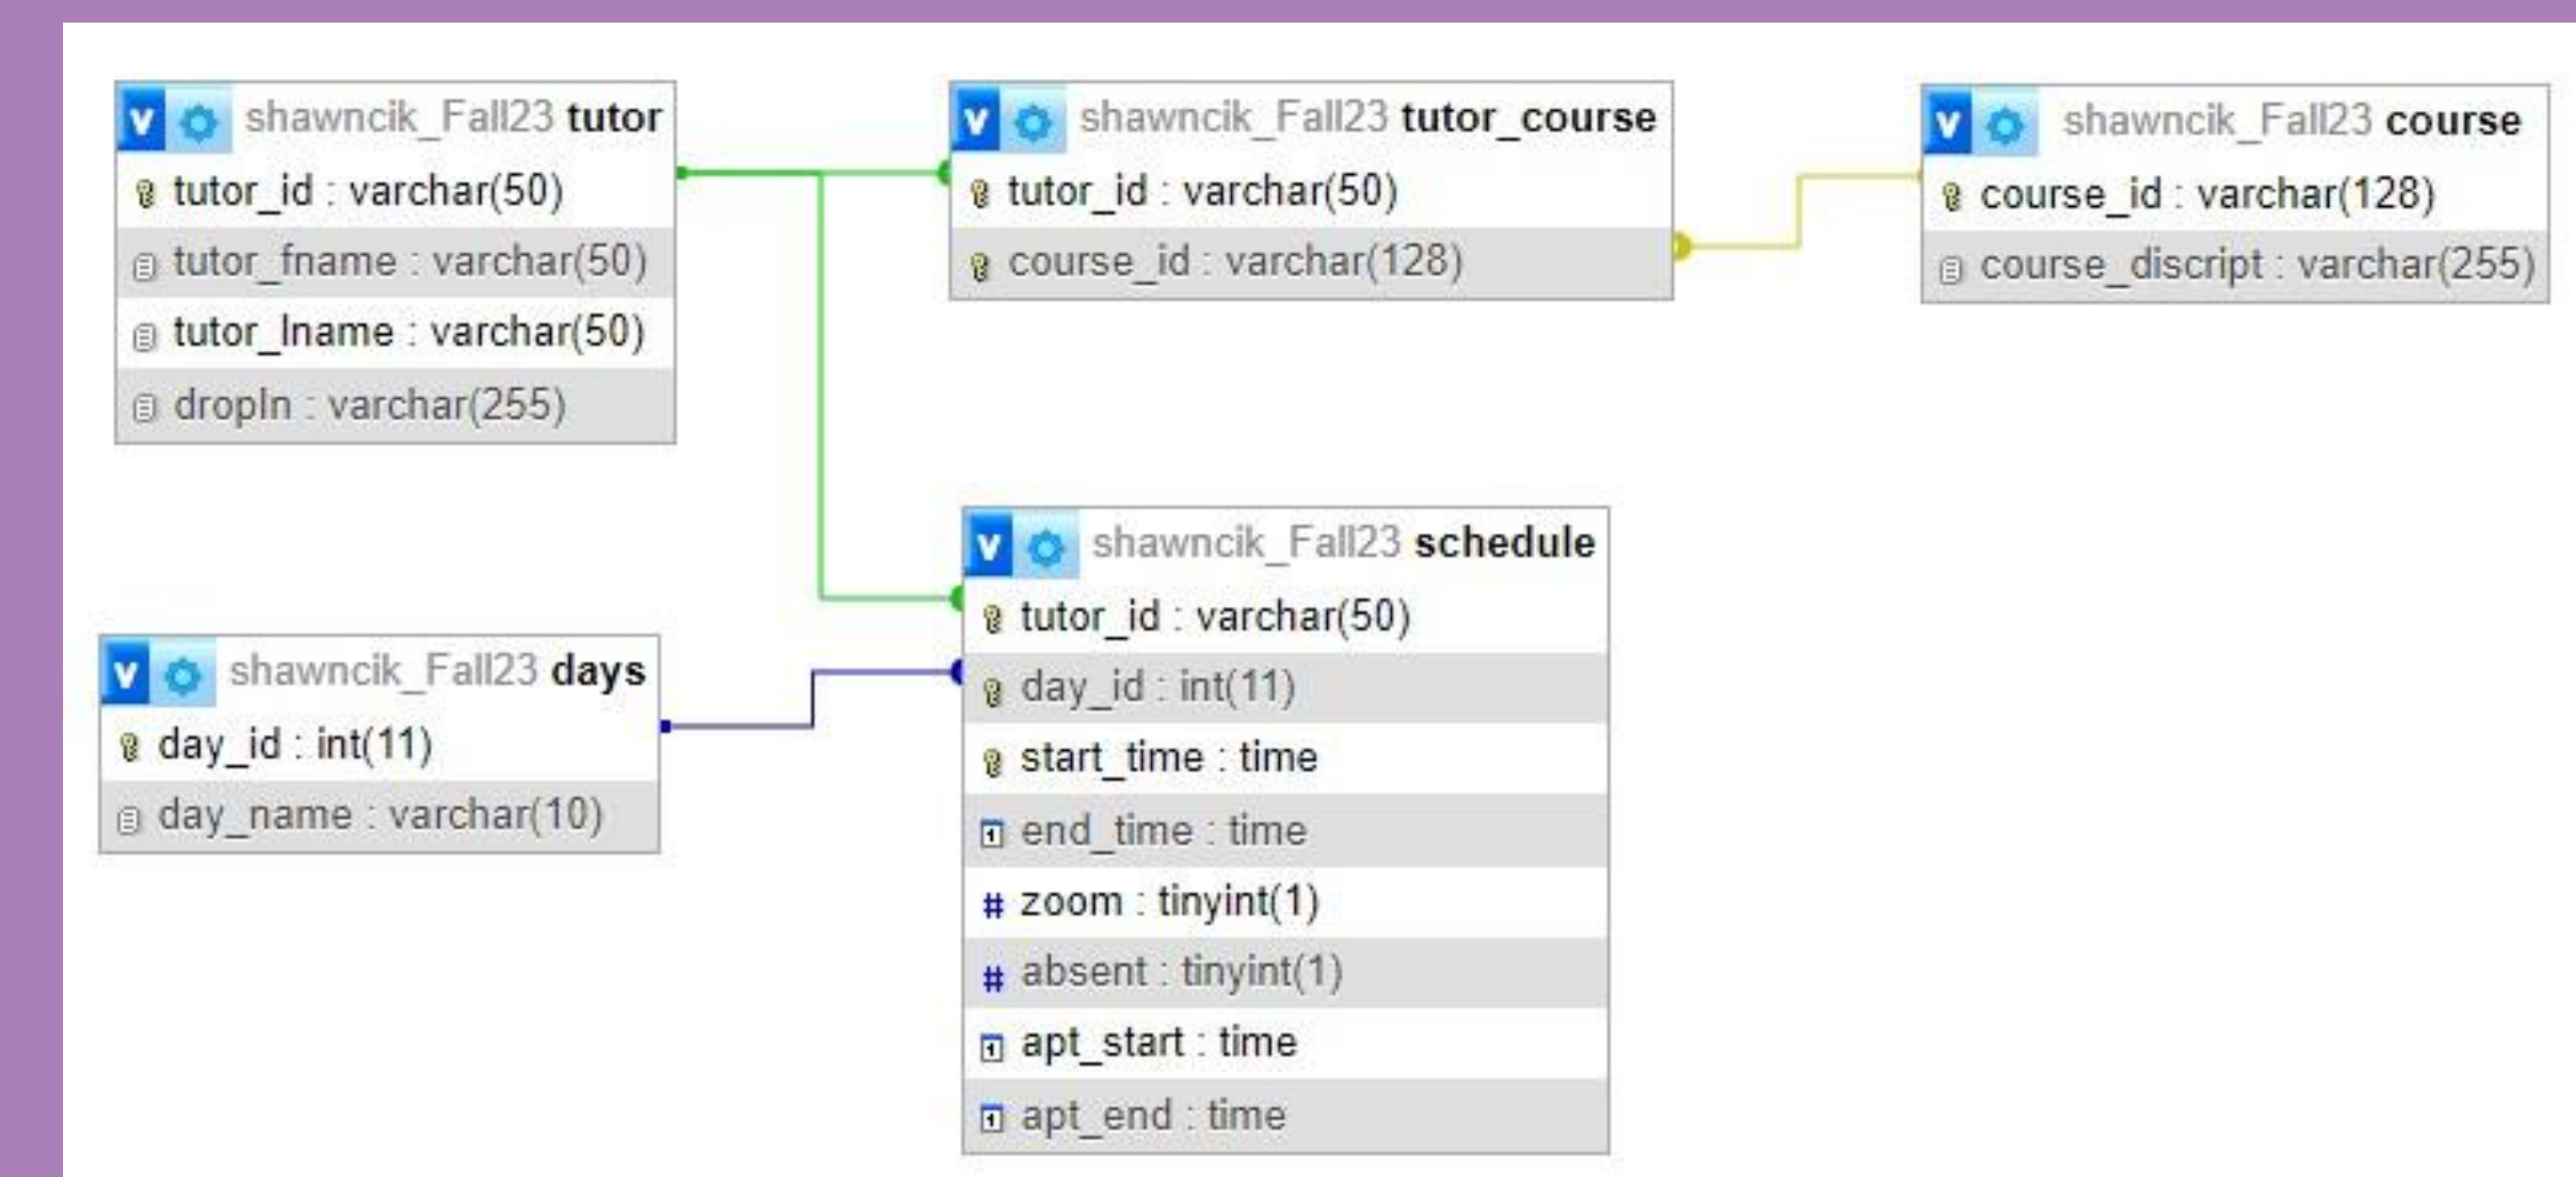 v shawncik_Fall23 tutor
tutor_id : varchar(50)
tutor_fname : varchar(50)
tutor_lname : varchar(50)
dropIn : varchar(255)
v shawncik_Fall23 tutor_course
tutor_id : varchar(50)
course_id : varchar(128)
v shawncik_Fall23 course
course_id : varchar(128)
course_discript : varchar(255)
v shawncik_Fall23 days
day_id : int(11)
day_name : varchar(10)
v shawncik_Fall23 schedule
tutor_id : varchar(50)
day_id : int(11)
start_time : time
end_time : time
# zoom : tinyint(1)
# absent : tinyint(1)
apt_start : time
apt_end : time